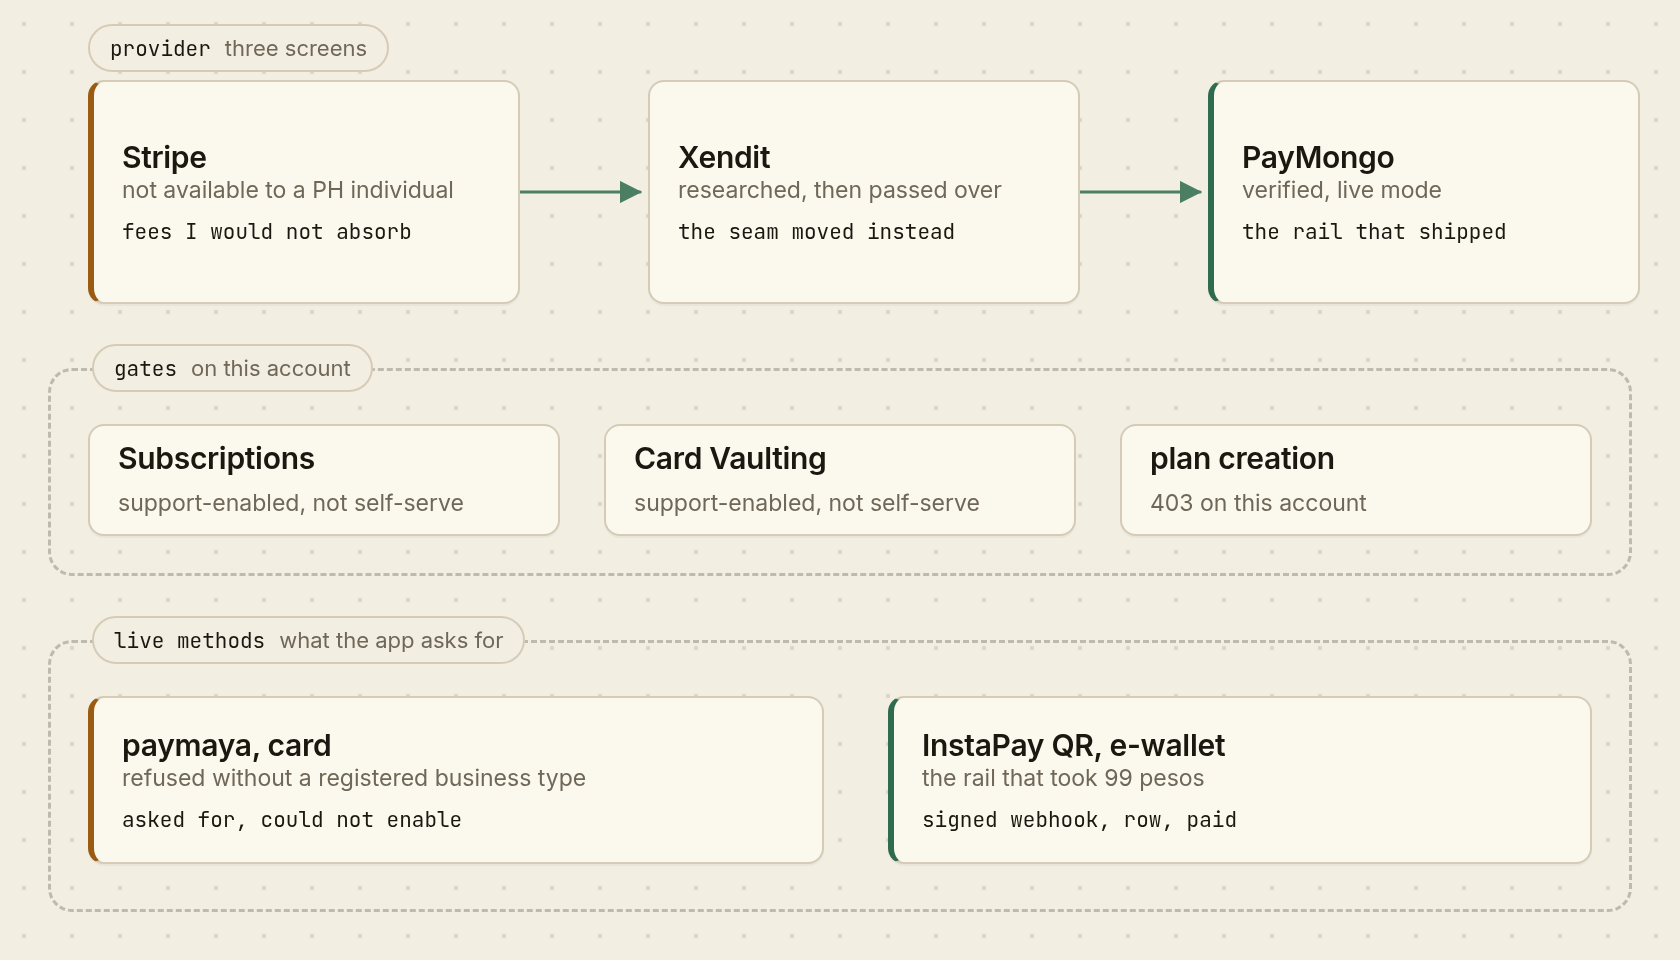 provider three screens
Stripe
not available to a PH individual
fees I would not absorb
Xendit
researched, then passed over
the seam moved instead
PayMongo
verified, live mode
the rail that shipped
gates on this account
Subscriptions
support-enabled, not self-serve
Card Vaulting
support-enabled, not self-serve
plan creation
403 on this account
live methods what the app asks for
paymaya, card
refused without a registered business type
asked for, could not enable
InstaPay QR, e-wallet
the rail that took 99 pesos
signed webhook, row, paid